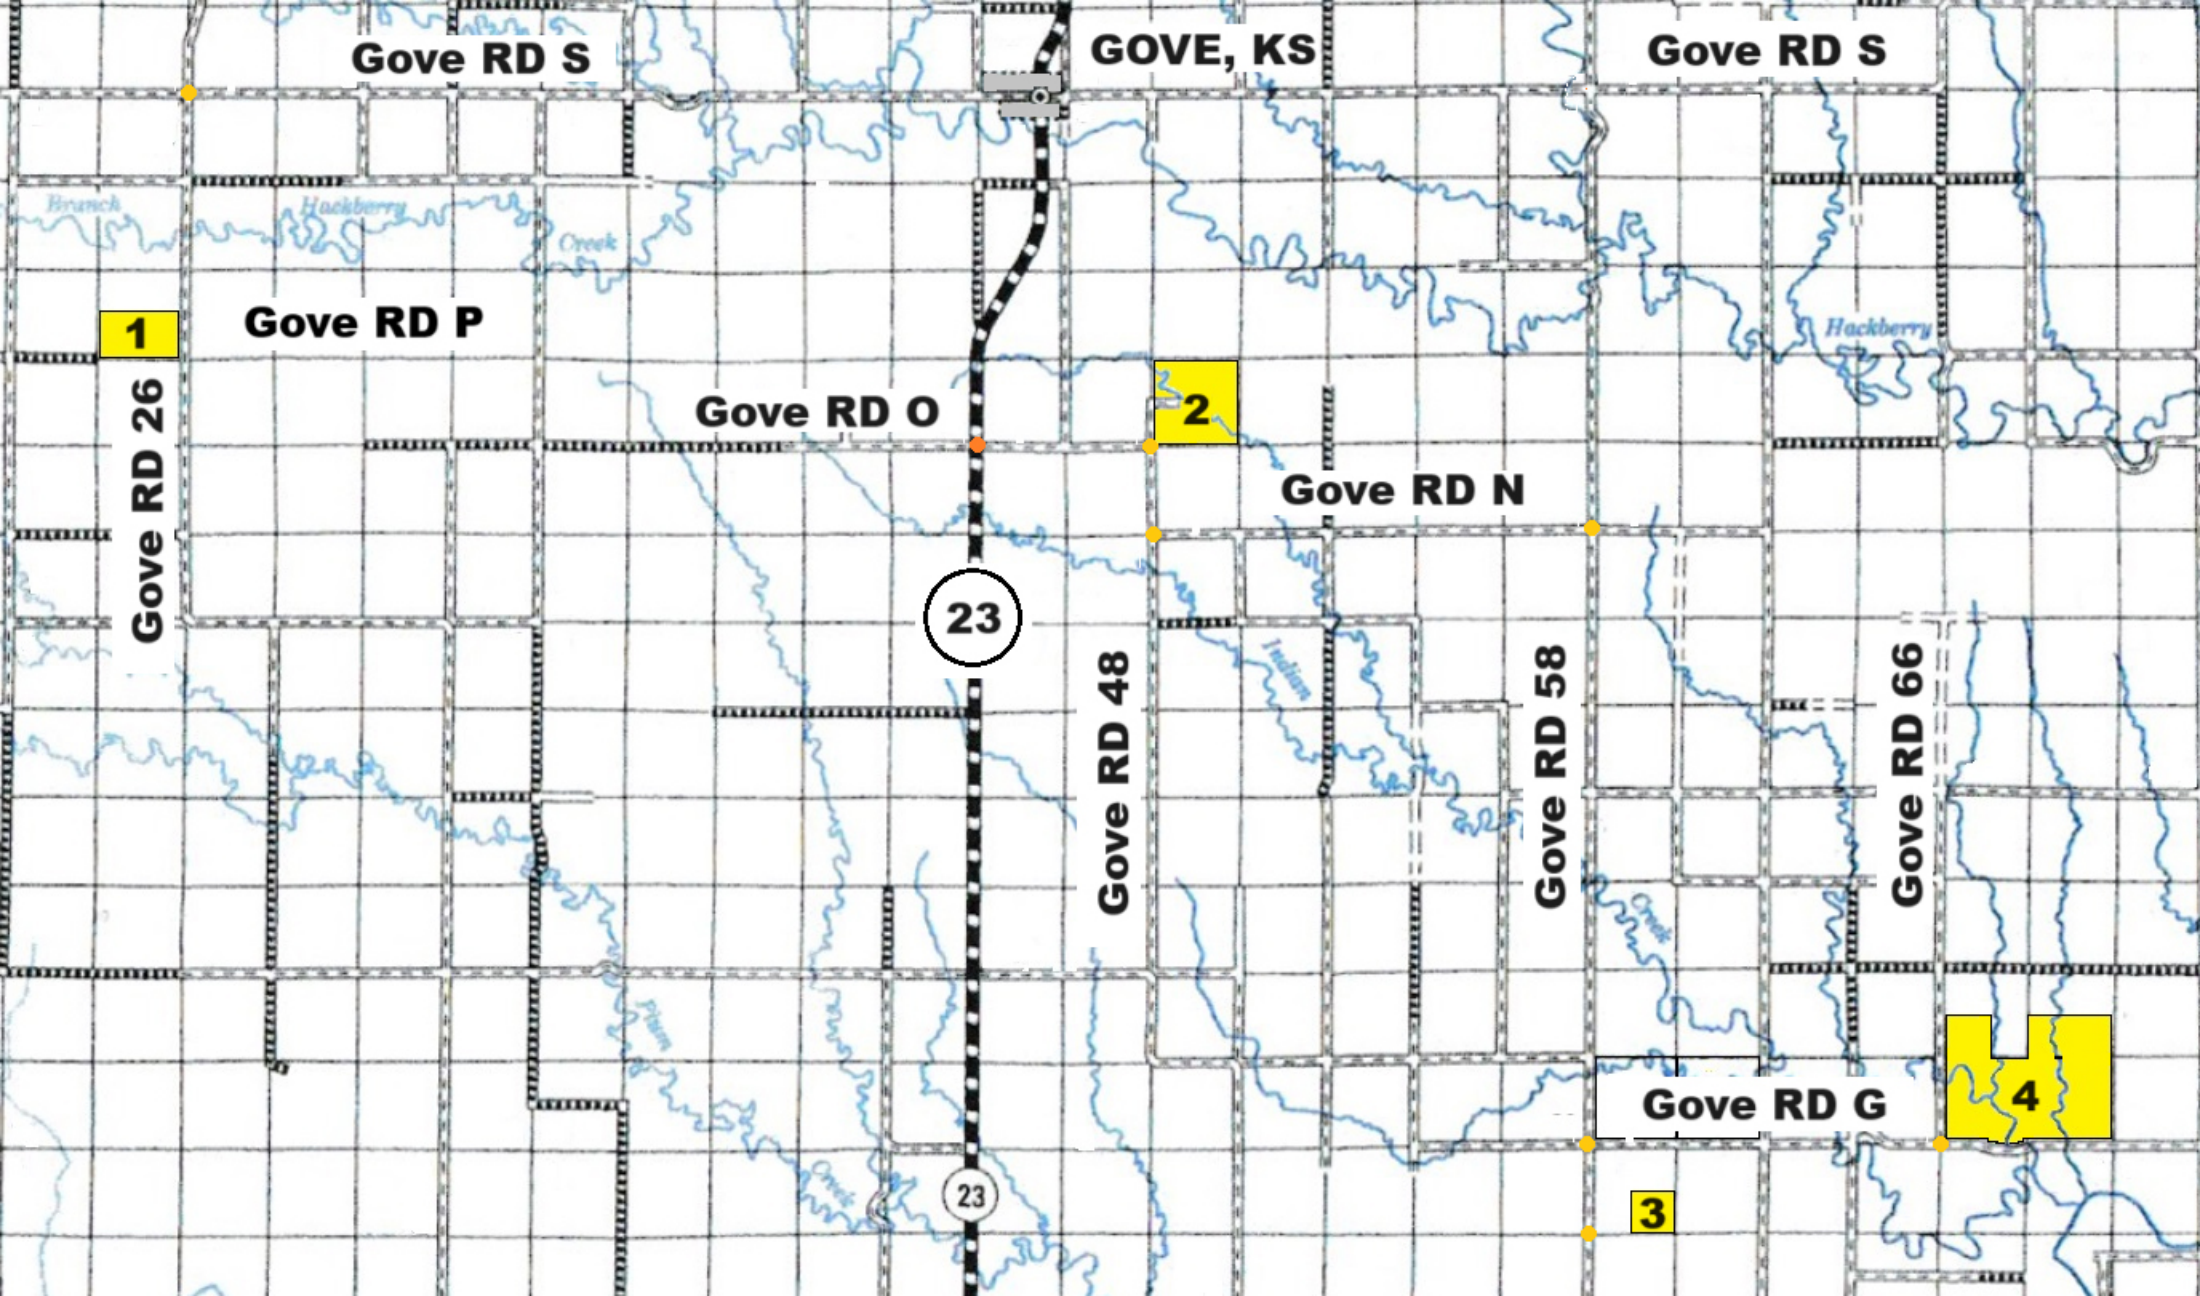 GOVE, KS
Gove RD S
Gove RD S
Branch
Hackberry
Creek
Gove RD P
1
Hackberry
Gove RD O
2
Gove RD 26
Gove RD N
23
Indian
Gove RD 48
Gove RD 58
Gove RD 66
Creek
Plum
4
Gove RD G
Creek
23
3